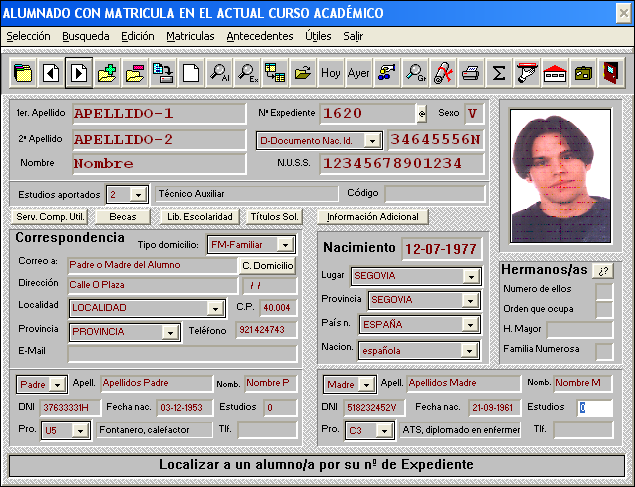 ALUMNADO CON MATRICULA EN EL ACTUAL CURSO ACADÉMICO
Selección Busqueda Edición Matriculas Antecedentes Útiles Salir
Al Ex Hoy Ayer Gr Σ
1er. Apellido APELLIDO-1 Nº Expediente 1620 Sexo V
2º Apellido APELLIDO-2 D-Documento Nac. Id. 34645556N
Nombre Nombre N.U.S.S. 12345678901234
Estudios aportados 2 Técnico Auxiliar Código
Serv. Comp. Util. Becas Lib. Escolaridad Títulos Sol. Información Adicional
Correspondencia Tipo domicilio: FM-Familiar
Correo a: Padre o Madre del Alumno C. Domicilio
Dirección Calle O Plaza / /
Localidad LOCALIDAD C.P. 40.004
Provincia PROVINCIA Teléfono 921424743
E-Mail
Nacimiento 12-07-1977
Lugar SEGOVIA
Provincia SEGOVIA
País n. ESPAÑA
Nacion. española
Hermanos/as ¿?
Numero de ellos
Orden que ocupa
H. Mayor
Familia Numerosa
Padre Apell. Apellidos Padre Nomb. Nombre P
DNI 37633331H Fecha nac. 03-12-1953 Estudios 0
Pro. U5 Fontanero, calefactor Tlf.
Madre Apell. Apellidos Madre Nomb. Nombre M
DNI 518232452V Fecha nac. 21-09-1961 Estudios 0
Pro. C3 ATS, diplomado en enfermer Tlf.
Localizar a un alumno/a por su nº de Expediente